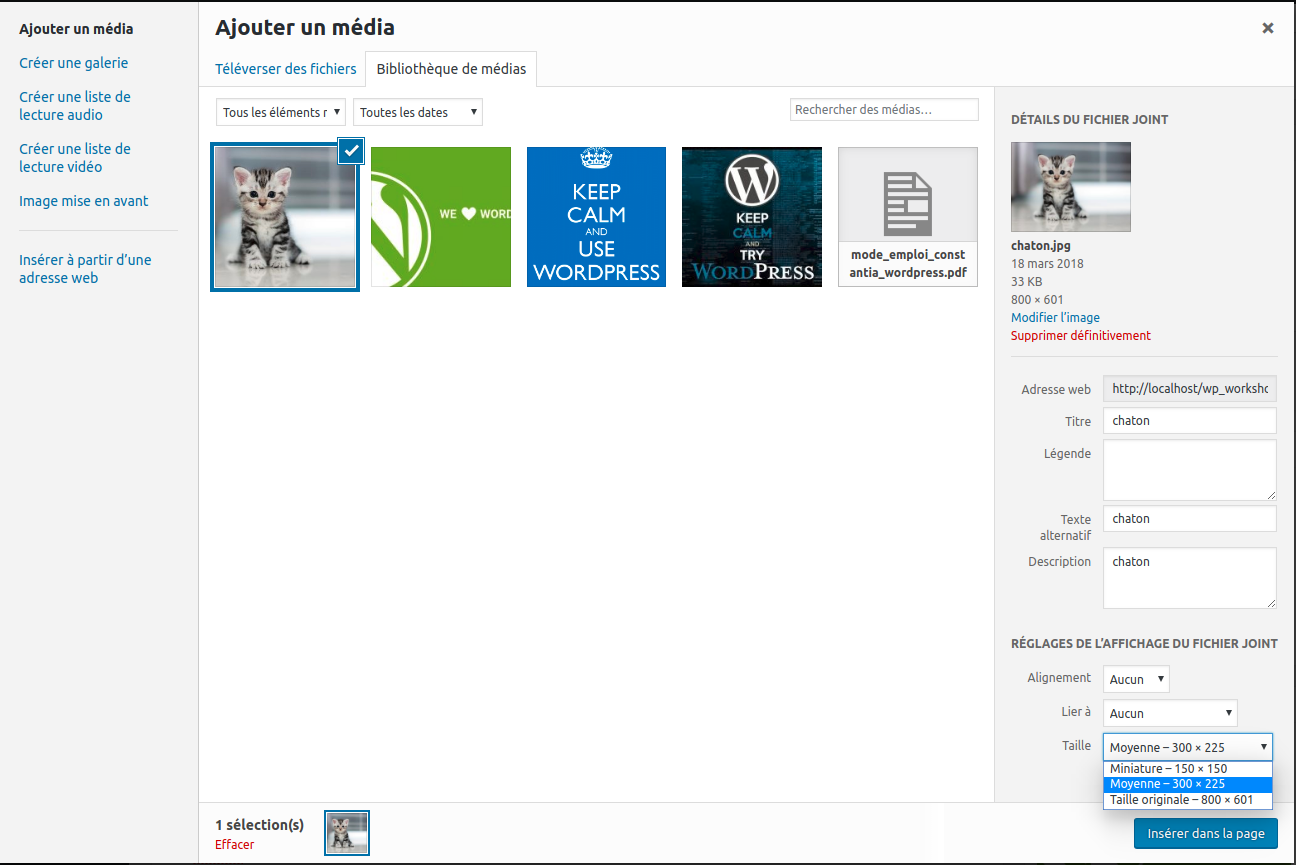 Ajouter un média
Créer une galerie
Créer une liste de
lecture audio
Créer une liste de
lecture vidéo
Image mise en avant
Insérer à partir d’une
adresse web
Ajouter un média
Téléverser des fichiers
Bibliothèque de médias
Tous les éléments r
Toutes les dates
Rechercher des médias…
WE ❤ WORD
KEEP
CALM
AND
USE
WORDPRESS
KEEP
CALM
AND
TRY
WORDPRESS
mode_emploi_const
antia_wordpress.pdf
DÉTAILS DU FICHIER JOINT
chaton.jpg
18 mars 2018
33 KB
800 × 601
Modifier l’image
Supprimer définitivement
Adresse web
http://localhost/wp_worksho
Titre
chaton
Légende
Texte
alternatif
chaton
Description
chaton
RÉGLAGES DE L’AFFICHAGE DU FICHIER JOINT
Alignement
Aucun
Lier à
Aucun
Taille
Moyenne – 300 × 225
Miniature – 150 × 150
Moyenne – 300 × 225
Taille originale – 800 × 601
1 sélection(s)
Effacer
Insérer dans la page